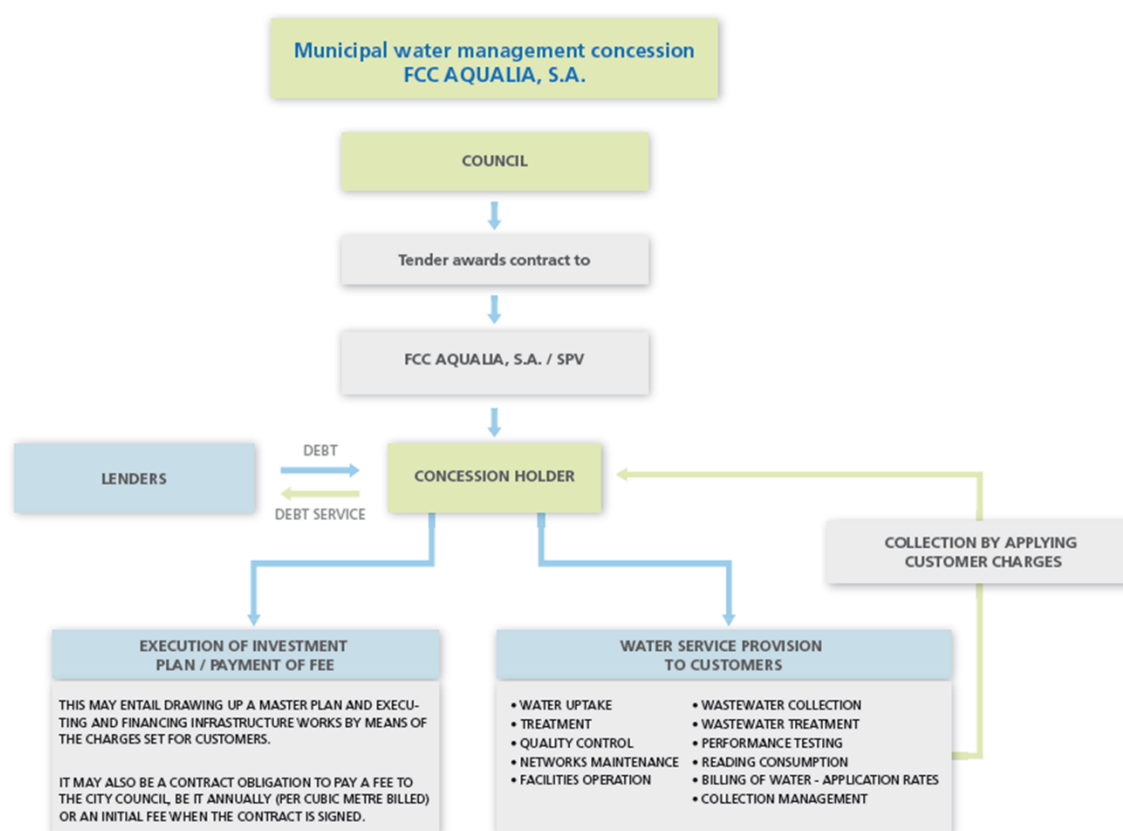 Municipal water management concession
FCC AQUALIA, S.A.
COUNCIL
Tender awards contract to
FCC AQUALIA, S.A. / SPV
LENDERS
DEBT
DEBT SERVICE
CONCESSION HOLDER
COLLECTION BY APPLYING
CUSTOMER CHARGES
EXECUTION OF INVESTMENT
PLAN / PAYMENT OF FEE
THIS MAY ENTAIL DRAWING UP A MASTER PLAN AND EXECU-
TING AND FINANCING INFRASTRUCTURE WORKS BY MEANS OF
THE CHARGES SET FOR CUSTOMERS.
IT MAY ALSO BE A CONTRACT OBLIGATION TO PAY A FEE TO
THE CITY COUNCIL, BE IT ANNUALLY (PER CUBIC METRE BILLED)
OR AN INITIAL FEE WHEN THE CONTRACT IS SIGNED.
WATER SERVICE PROVISION
TO CUSTOMERS
• WATER UPTAKE
• TREATMENT
• QUALITY CONTROL
• NETWORKS MAINTENANCE
• FACILITIES OPERATION
• WASTEWATER COLLECTION
• WASTEWATER TREATMENT
• PERFORMANCE TESTING
• READING CONSUMPTION
• BILLING OF WATER - APPLICATION RATES
• COLLECTION MANAGEMENT